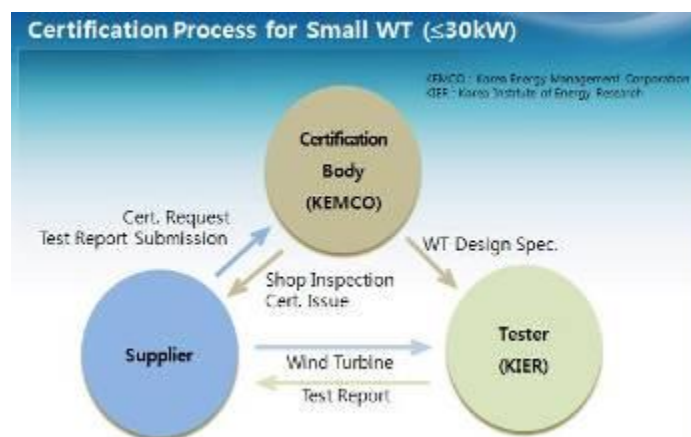 Certification Process for Small WT (≤30kW)
KEMCO : Korea Energy Management Corporation
KIER : Korea Institute of Energy Research
Certification
Body
(KEMCO)
Cert. Request
Test Report Submission
WT Design Spec.
Shop Inspection
Cert. Issue
Supplier
Wind Turbine
Test Report
Tester
(KIER)